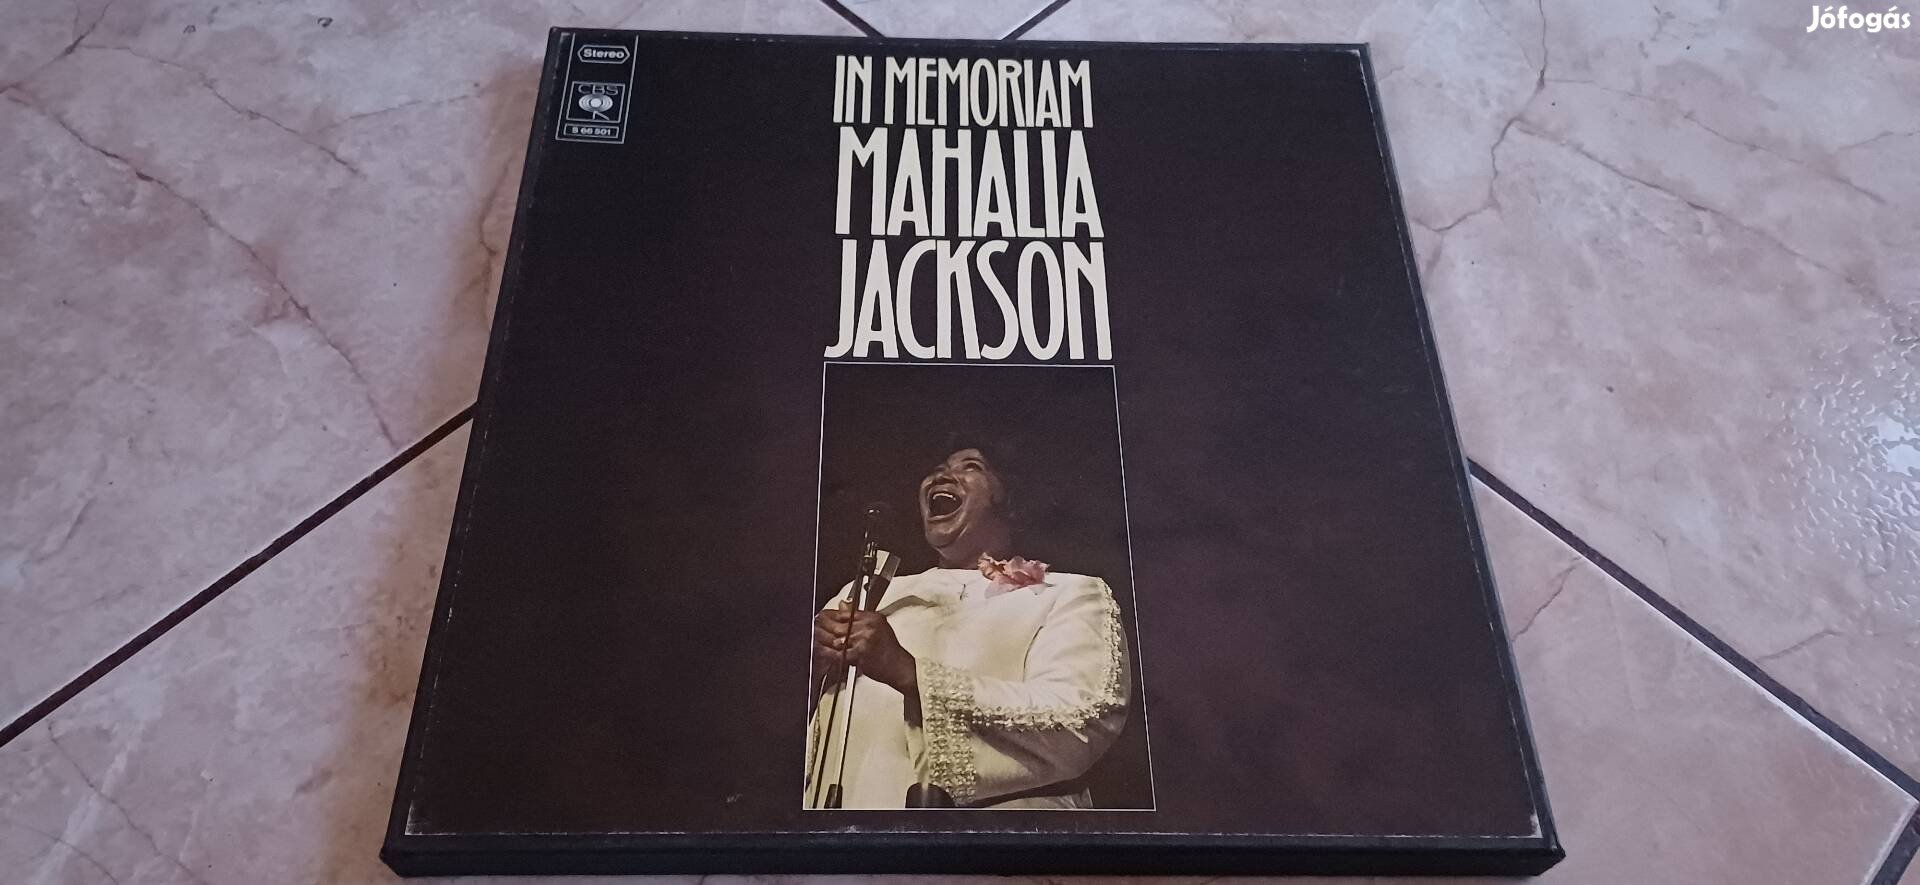 Jófogás
Stereo
CBS
S 66 501
IN MEMORIAM
MAHALIA
JACKSON